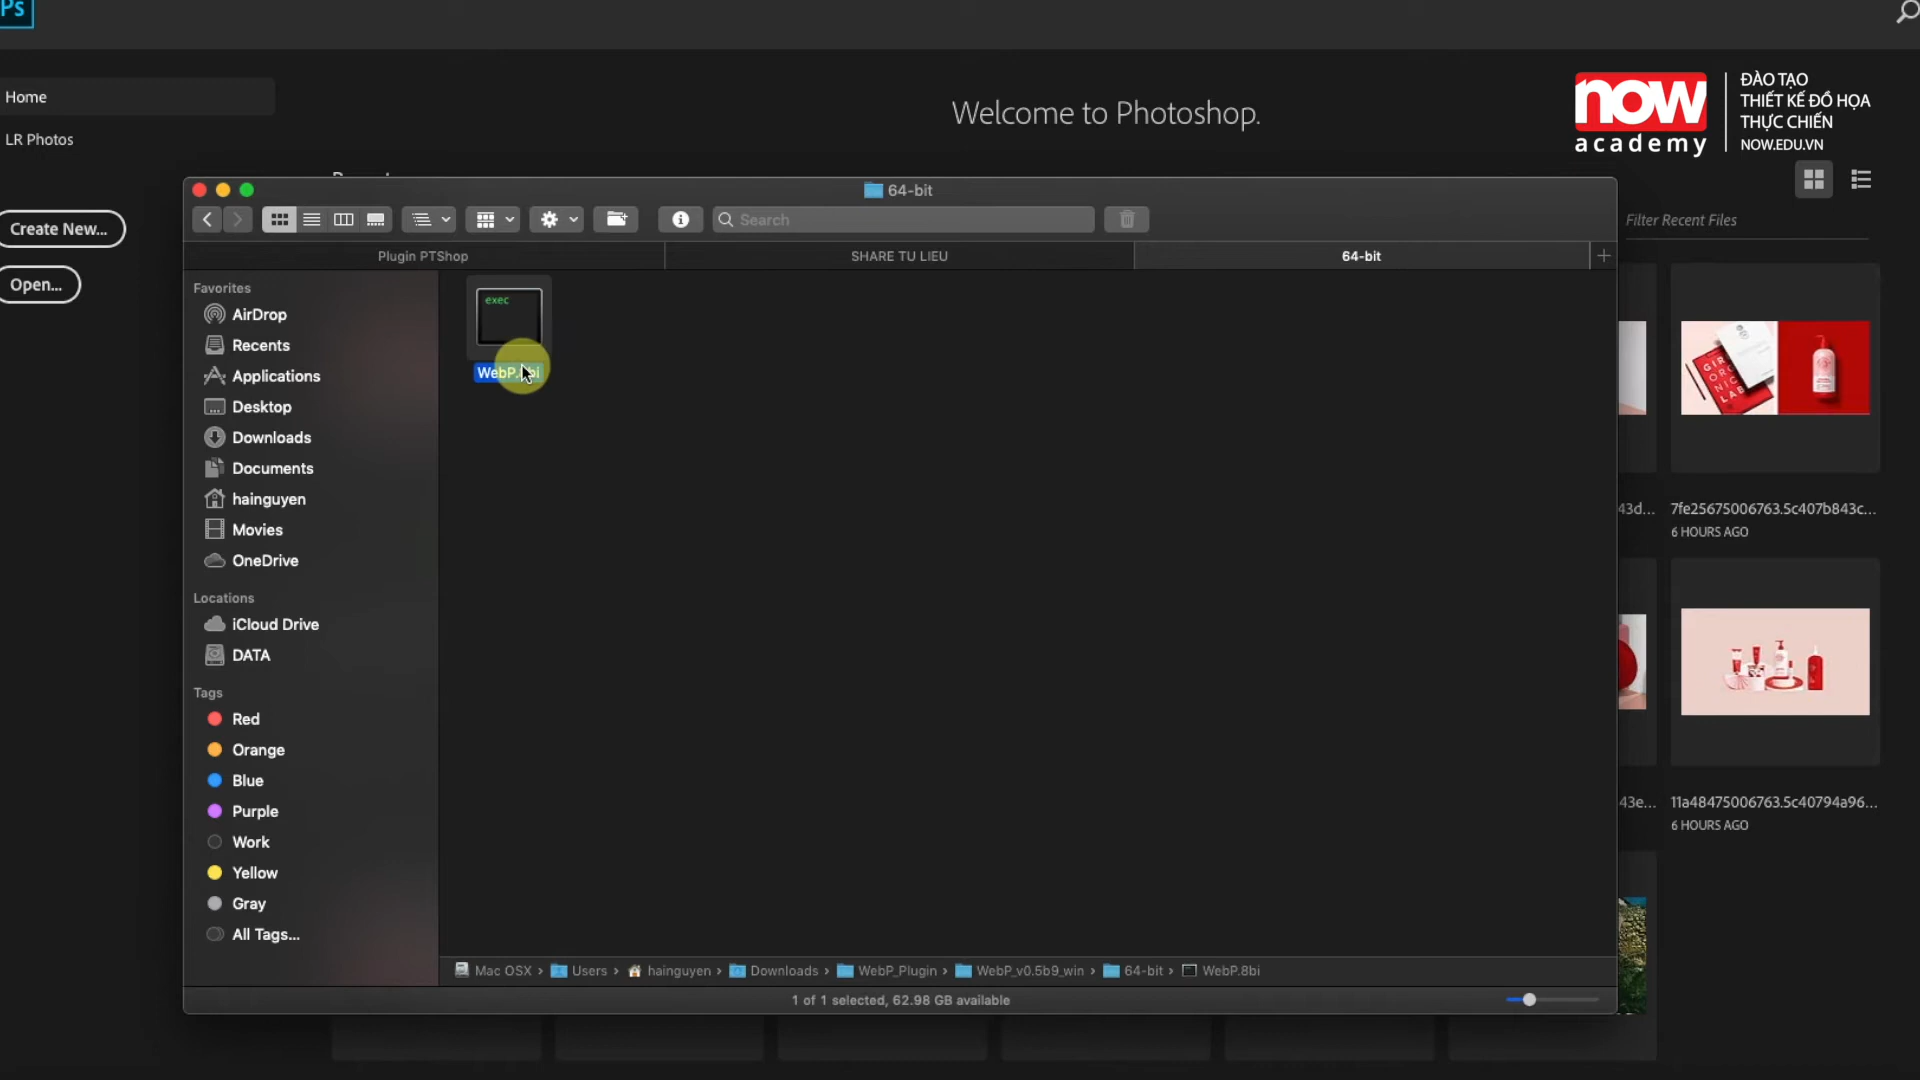 Ps
Home
LR Photos
Welcome to Photoshop.
now
academy
ĐÀO TẠO
THIẾT KẾ ĐỒ HỌA
THỰC CHIẾN
NOW.EDU.VN
Create New...
Open...
Filter Recent Files
64-bit
Search
Plugin PTShop
SHARE TU LIEU
64-bit
Favorites
AirDrop
Recents
Applications
Desktop
Downloads
Documents
hainguyen
Movies
OneDrive
Locations
iCloud Drive
DATA
Tags
Red
Orange
Blue
Purple
Work
Yellow
Gray
All Tags...
exec
WebP.8bi
43d...
7fe25675006763.5c407b843c...
6 HOURS AGO
43e...
11a48475006763.5c40794a96...
6 HOURS AGO
Mac OSX › Users › hainguyen › Downloads › WebP_Plugin › WebP_v0.5b9_win › 64-bit › WebP.8bi
1 of 1 selected, 62.98 GB available